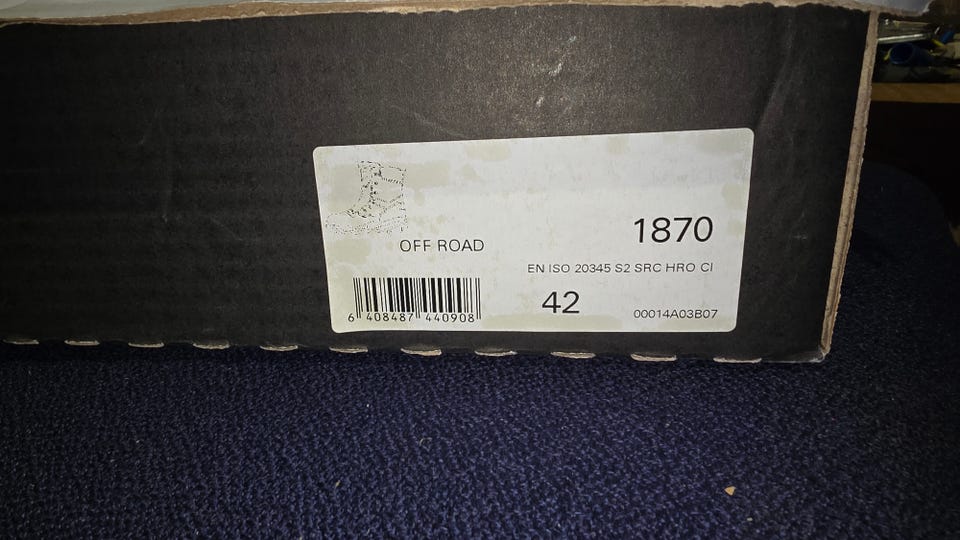 OFF ROAD
1870
EN ISO 20345 S2 SRC HRO CI
42
6 408487 440908
00014A03B07